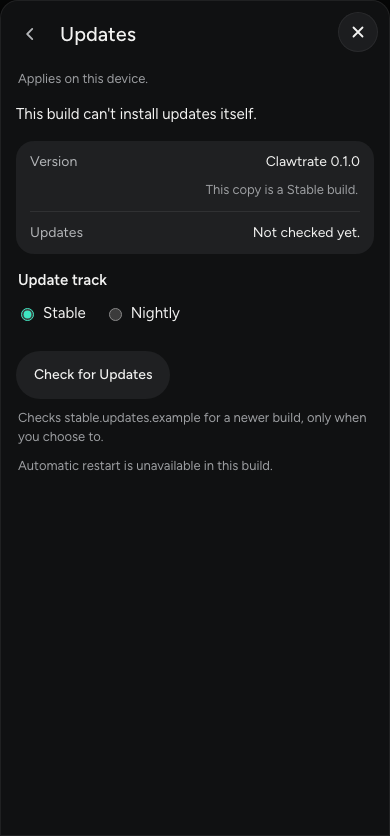 Updates
Applies on this device.
This build can't install updates itself.
Version
Clawtrate 0.1.0
This copy is a Stable build.
Updates
Not checked yet.
Update track
Stable
Nightly
Check for Updates
Checks stable.updates.example for a newer build, only when
you choose to.
Automatic restart is unavailable in this build.